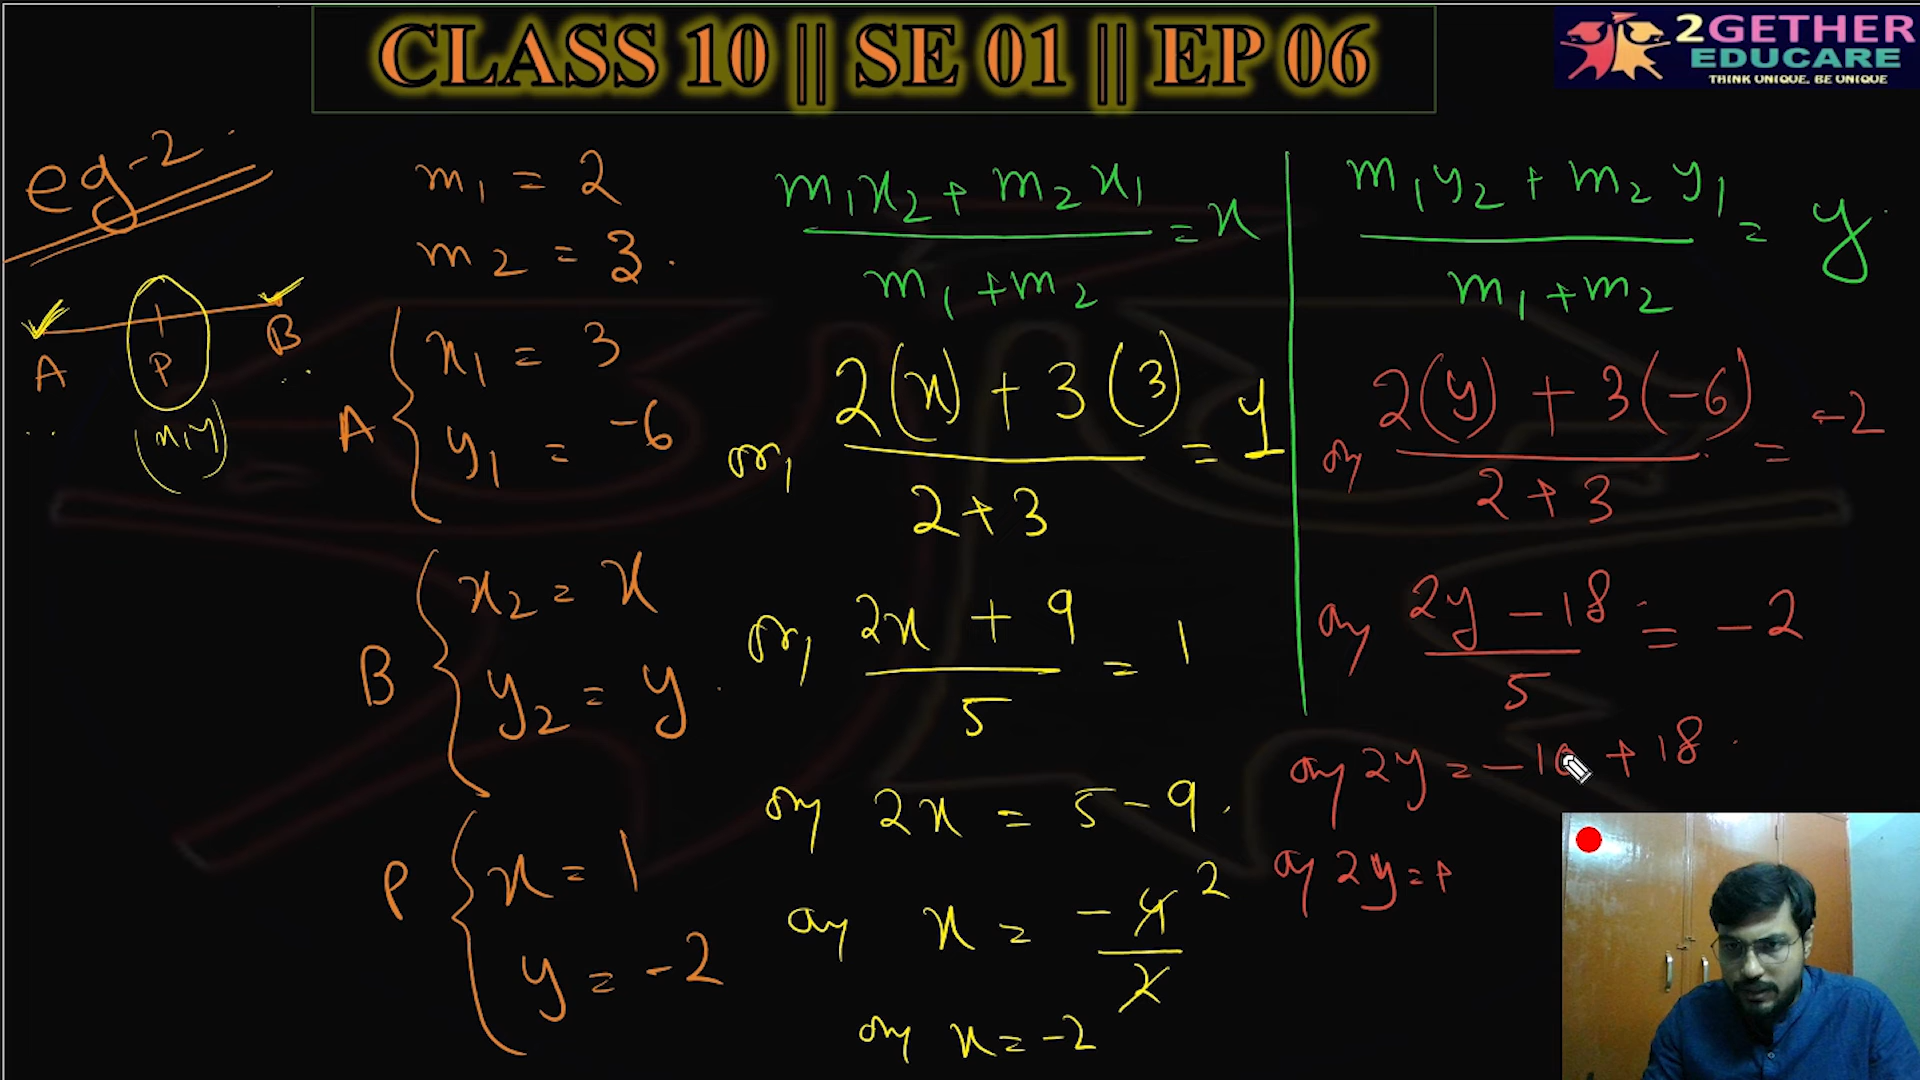 CLASS 10 || SE 01 || EP 06
2GETHER
EDUCARE
THINK UNIQUE. BE UNIQUE
eg-2
A P B
(x, y)
m1 = 2
m2 = 3.
A { x1 = 3
y1 = -6
B { x2 = x
y2 = y
P { x = 1
y = -2
m1x2 + m2x1 / m1 + m2 = x
or, 2(x) + 3(3) / 2+3 = 1
or, 2x + 9 / 5 = 1
or, 2x = 5 - 9.
or, x = -4 2 / 2
or, x = -2
m1y2 + m2y1 / m1 + m2 = y
or, 2(y) + 3(-6) / 2+3 = -2
or, 2y - 18 / 5 = -2
or, 2y = -10 + 18
or, 2y =